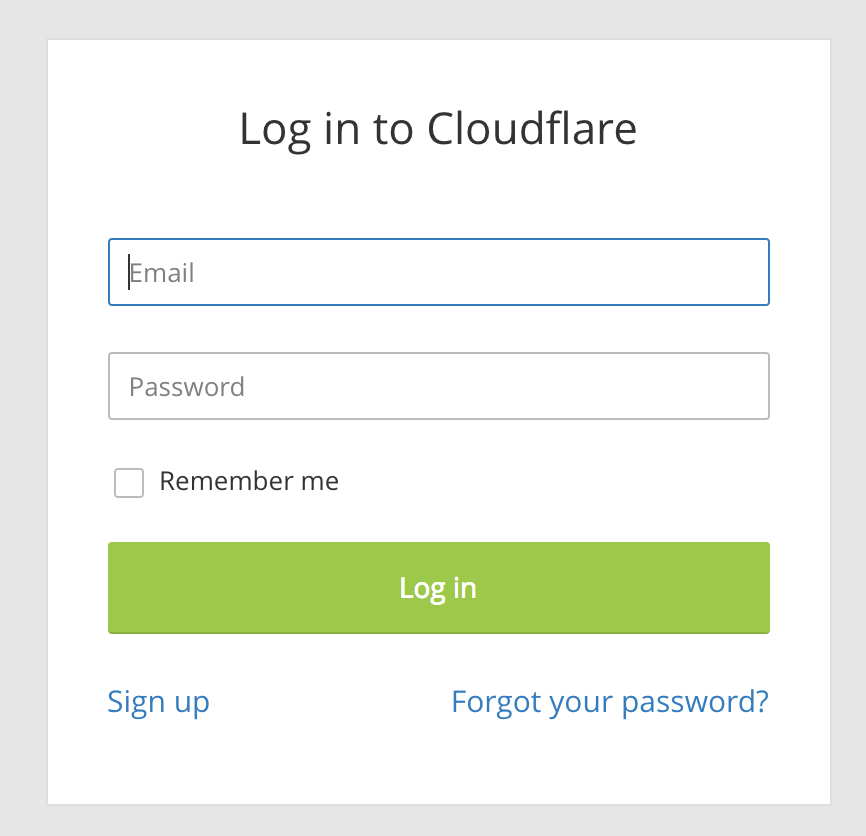 Log in to Cloudflare
Email
Password
Remember me
Log in
Sign up Forgot your password?